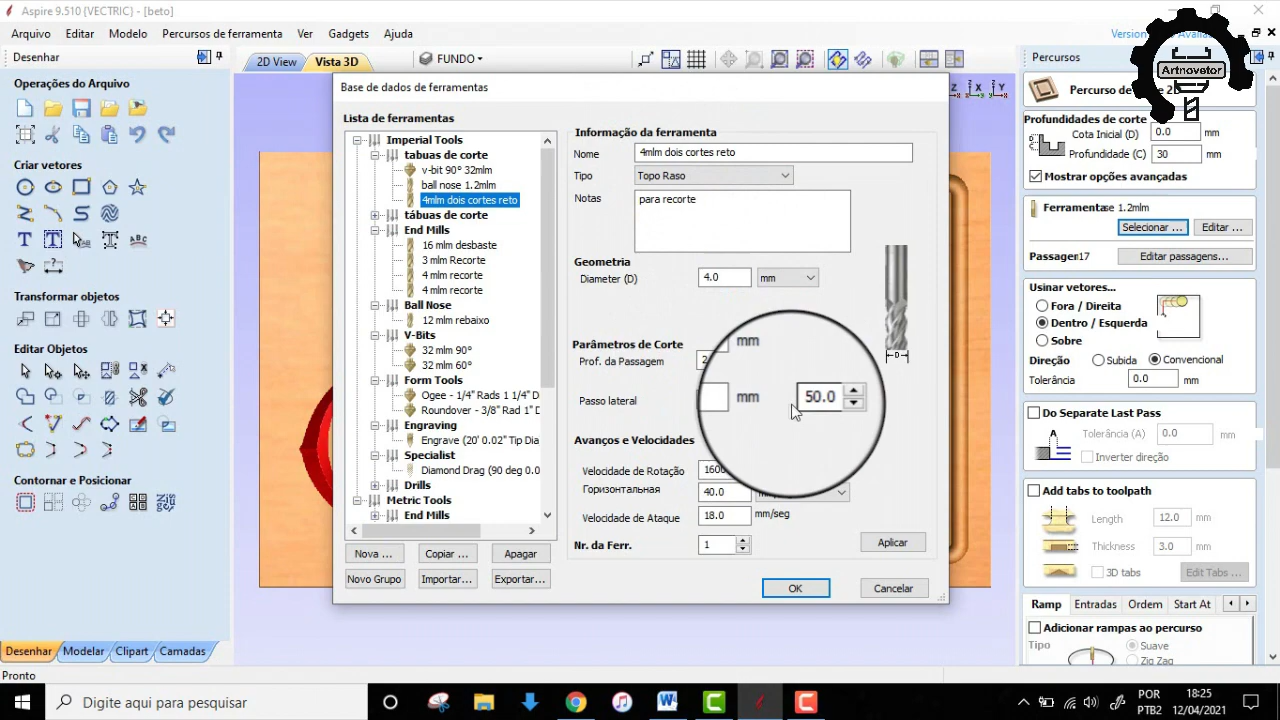 Aspire 9.510 [VECTRIC] - [beto]
Arquivo Editar Modelo Percursos de ferramenta Ver Gadgets Ajuda
Version
Artnovetor
Desenhar
2D View Vista 3D FUNDO
Percursos
Operações do Arquivo
Criar vetores
Transformar objetos
Editar Objetos
Contornar e Posicionar
Desenhar Modelar Clipart Camadas
Pronto
Base de dados de ferramentas
Lista de ferramentas
Imperial Tools
tabuas de corte
v-bit 90° 32mlm
ball nose 1.2mlm
4mlm dois cortes reto
tábuas de corte
End Mills
16 mlm desbaste
3 mlm Recorte
4 mlm recorte
4 mlm recorte
Ball Nose
12 mlm rebaixo
V-Bits
32 mlm 90°
32 mlm 60°
Form Tools
Ogee - 1/4" Rads 1 1/4"
Roundover - 3/8" Rad 1"
Engraving
Engrave (20' 0.02" Tip Dia
Specialist
Diamond Drag (90 deg 0.0
Drills
Metric Tools
End Mills
Nova ... Copiar ... Apagar
Novo Grupo Importar... Exportar...
Informação da ferramenta
Nome 4mlm dois cortes reto
Tipo Topo Raso
Notas para recorte
Geometria
Diameter (D) 4.0 mm
Parâmetros de Corte
mm
Prof. da Passagem 2
Passo lateral mm 50.0
Avanços e Velocidades
Velocidade de Rotação 1600
Горизонтальная 40.0
Velocidade de Ataque 18.0 mm/seg
Nr. da Ferr. 1
Aplicar
OK Cancelar
D
Percurso de
2D
Profundidades de corte
Cota Inicial (D) 0.0 mm
Profundidade (C) 30 mm
Mostrar opções avançadas
Ferramentase 1.2mlm
Selecionar ... Editar ...
Passager17 Editar passagens...
Usinar vetores...
Fora / Direita
Dentro / Esquerda
Sobre
Direção Subida Convencional
Tolerância 0.0 mm
Do Separate Last Pass
Tolerância (A) 0.0 mm
Inverter direção
Add tabs to toolpath
Length 12.0 mm
Thickness 3.0 mm
3D tabs Edit Tabs ...
Ramp Entradas Ordem Start At
Adicionar rampas ao percurso
Tipo Suave
Zig Zag
Digite aqui para pesquisar
POR
PTB2
18:25
12/04/2021